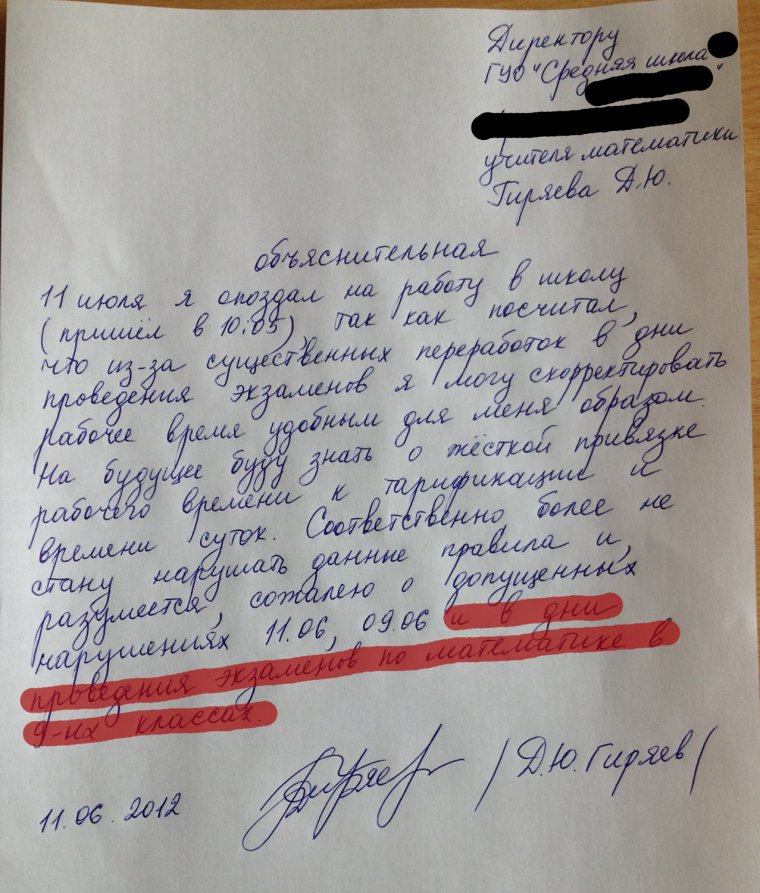 Директору
ГУО "Средняя школа
"
учителя математики
Гиряева Д.Ю.
объяснительная
11 июля я опоздал на работу в школу
(пришёл в 10:05), так как посчитал,
что из-за существенных переработок в дни
проведения экзаменов я могу скорректировать
рабочее время удобным для меня образом.
На будущее буду знать о жёсткой привязке
рабочего времени к тарификации и
времени суток. Соответственно, более не
стану нарушать данные правила и,
разумеется, сожалею о допущенных
нарушениях 11.06, 09.06 и в дни
проведения экзаменов по математике в
9-их классах.
Гиряев /Д.Ю. Гиряев/
11.06.2012